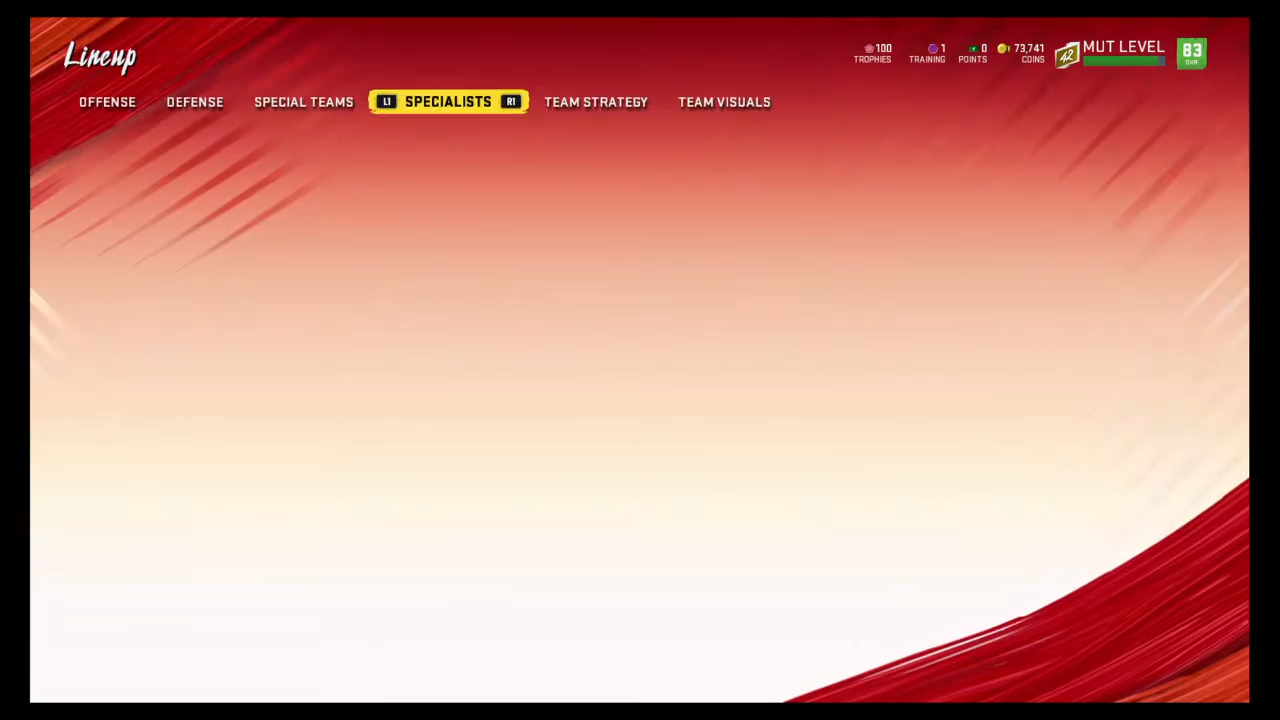 Lineup
100 TROPHIES
1 TRAINING
0 POINTS
73,741 COINS
42
MUT LEVEL
83 OVR
OFFENSE DEFENSE SPECIAL TEAMS L1 SPECIALISTS R1 TEAM STRATEGY TEAM VISUALS